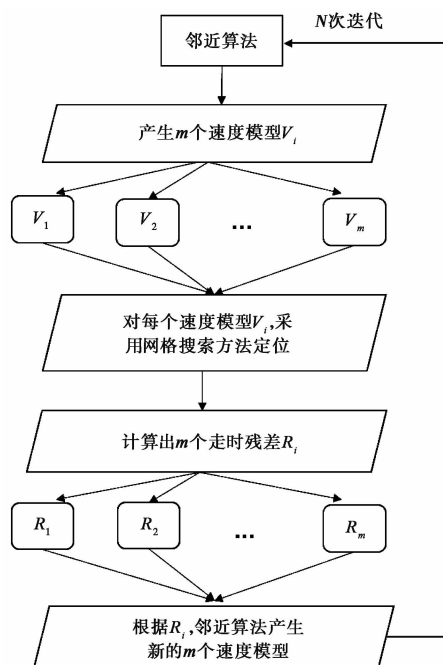 N次迭代
邻近算法
产生m个速度模型V_i
V_1 V_2 ... V_m
对每个速度模型V_i,采
用网格搜索方法定位
计算出m个走时残差R_i
R_1 R_2 ... R_m
根据R_i,邻近算法产生
新的m个速度模型